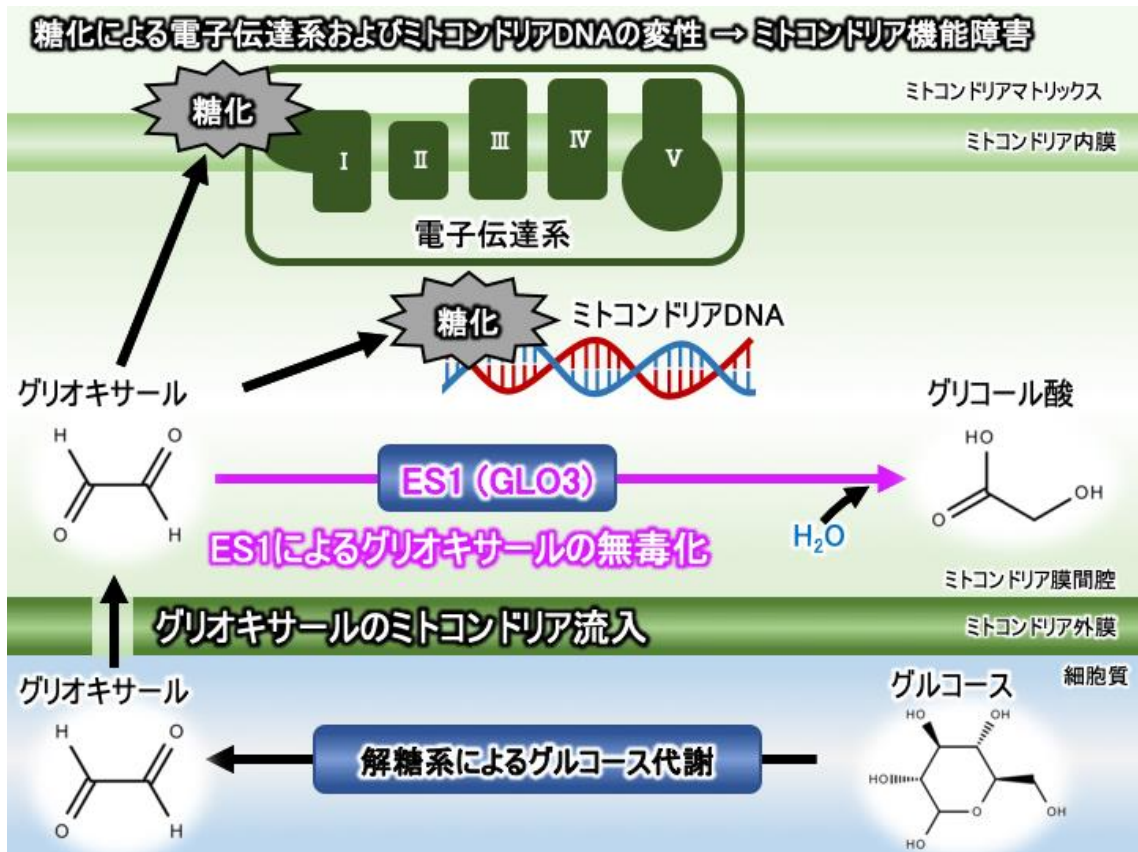 糖化による電子伝達系およびミトコンドリアDNAの変性 → ミトコンドリア機能障害
糖化
ミトコンドリアマトリックス
ミトコンドリア内膜
I
II
III
IV
V
電子伝達系
糖化
ミトコンドリアDNA
グリオキサール
グリコール酸
H
O
O
H
ES1 (GLO3)
HO
O
OH
ES1によるグリオキサールの無毒化
H₂O
ミトコンドリア膜間腔
グリオキサールのミトコンドリア流入
ミトコンドリア外膜
細胞質
グリオキサール
グルコース
H
O
O
H
解糖系によるグルコース代謝
HO
OH
HO
HO
O
OH